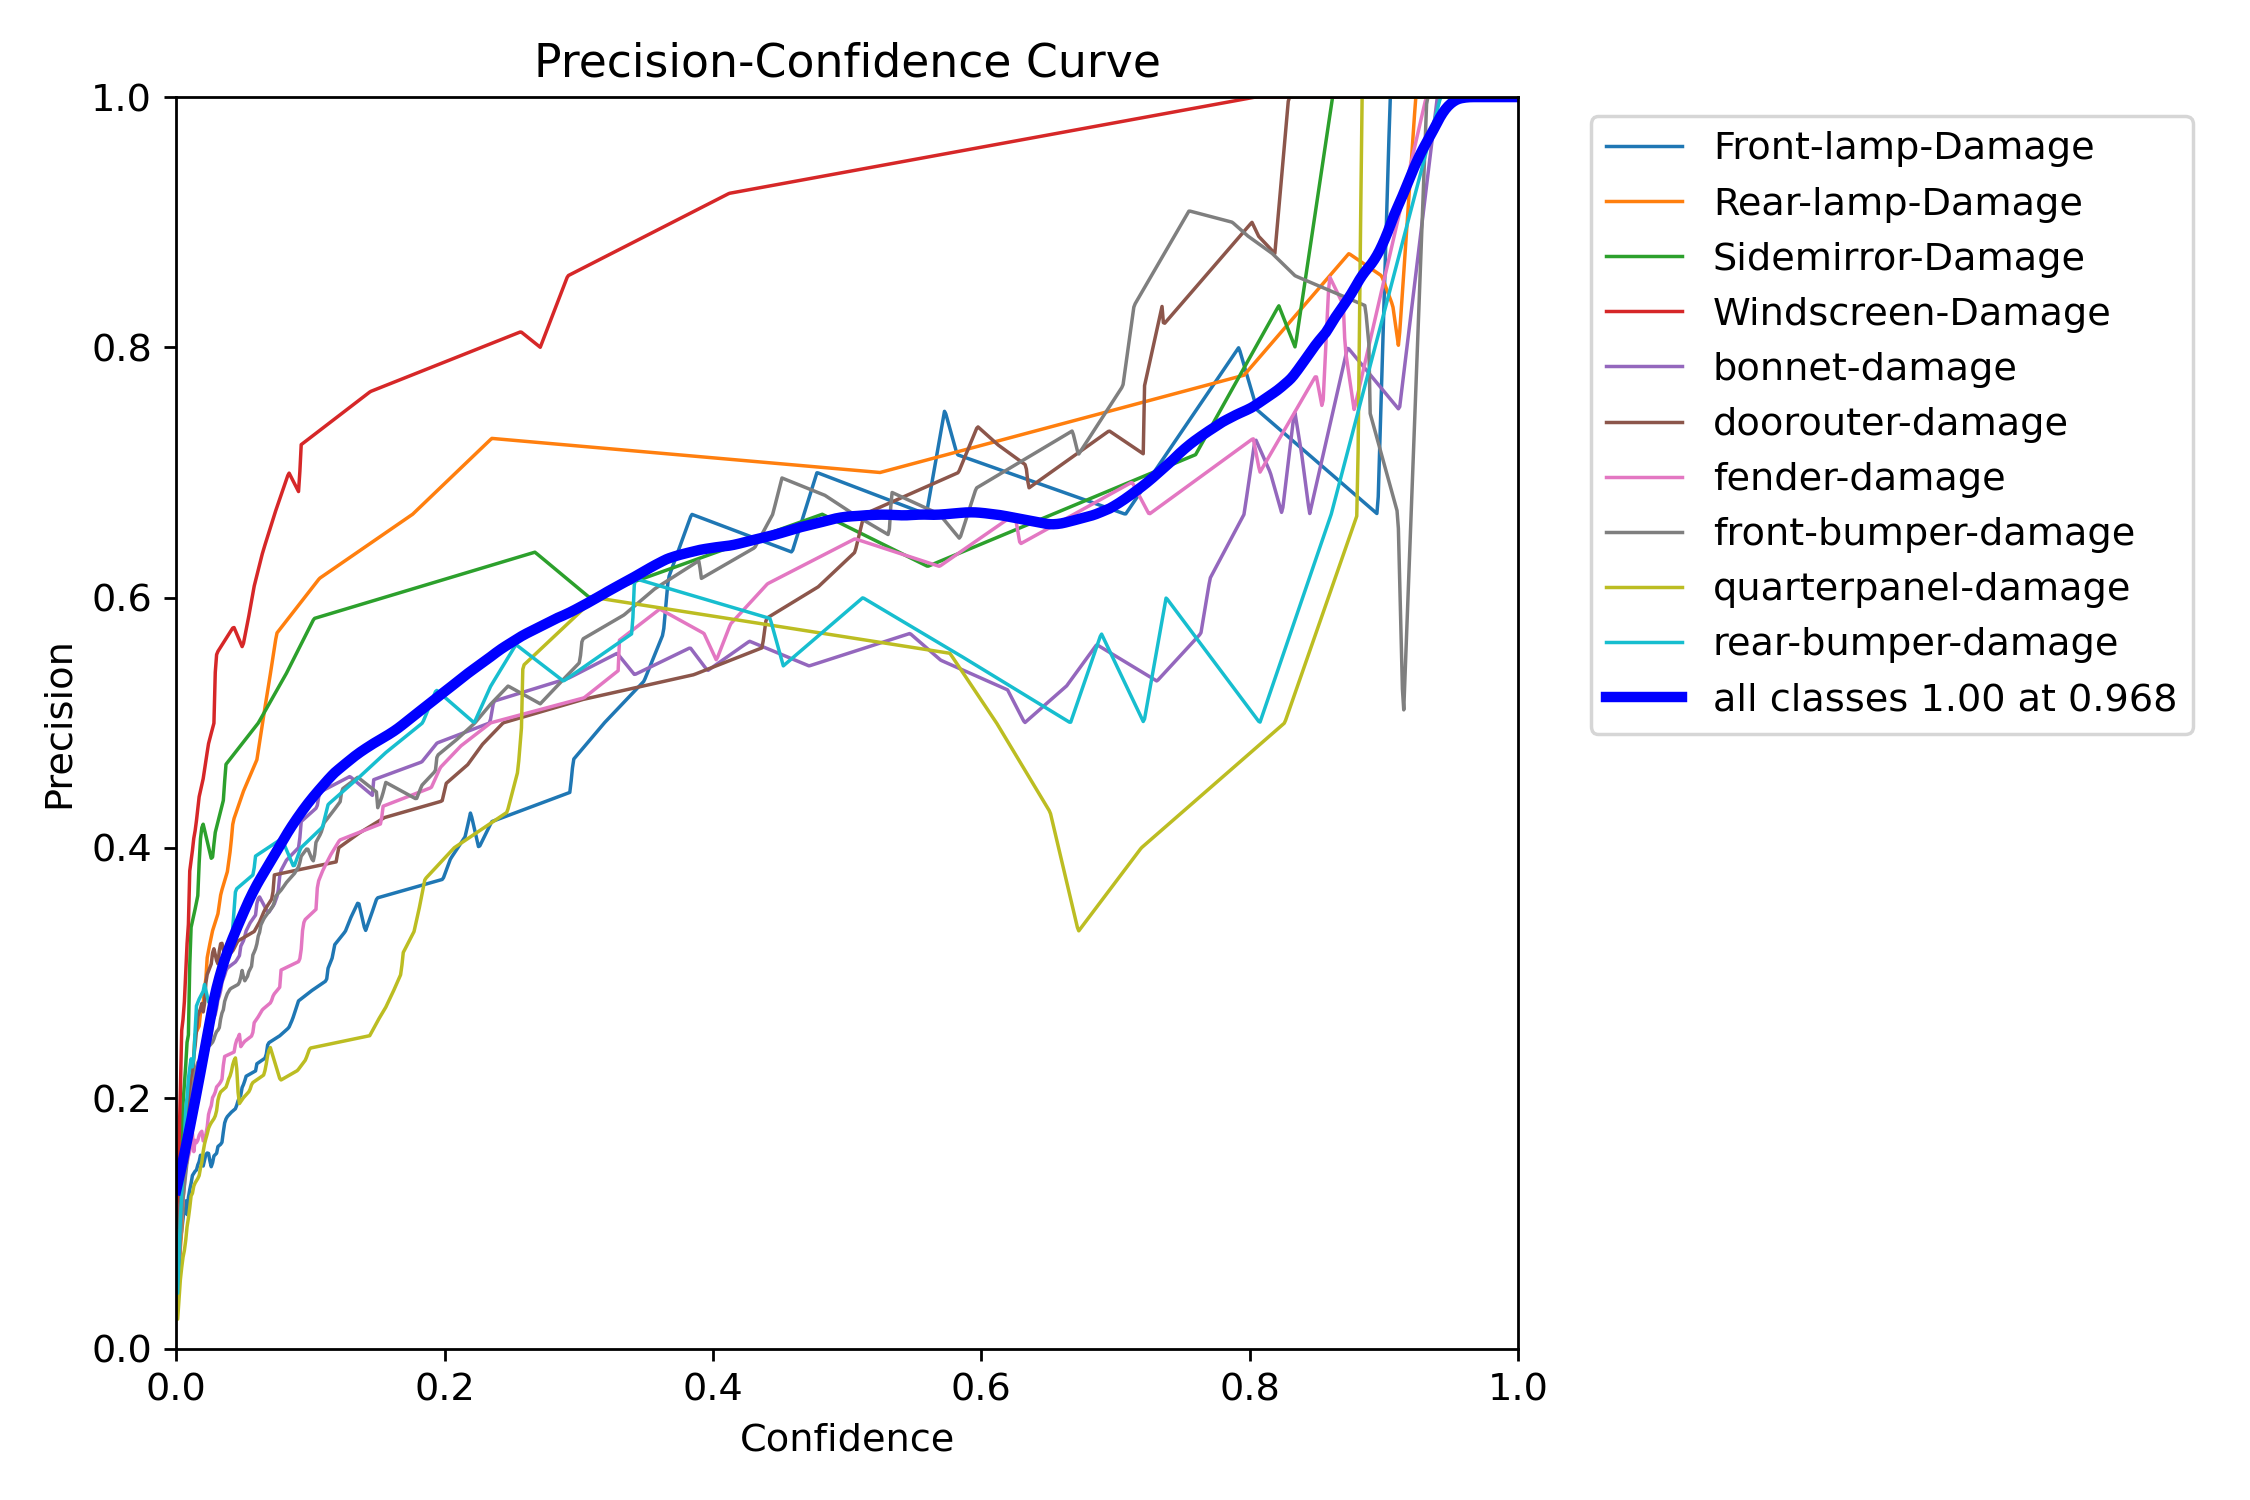 Precision-Confidence Curve
1.0
0.8
0.6
0.4
0.2
0.0
Precision
0.0 0.2 0.4 0.6 0.8 1.0
Confidence
Front-lamp-Damage
Rear-lamp-Damage
Sidemirror-Damage
Windscreen-Damage
bonnet-damage
doorouter-damage
fender-damage
front-bumper-damage
quarterpanel-damage
rear-bumper-damage
all classes 1.00 at 0.968